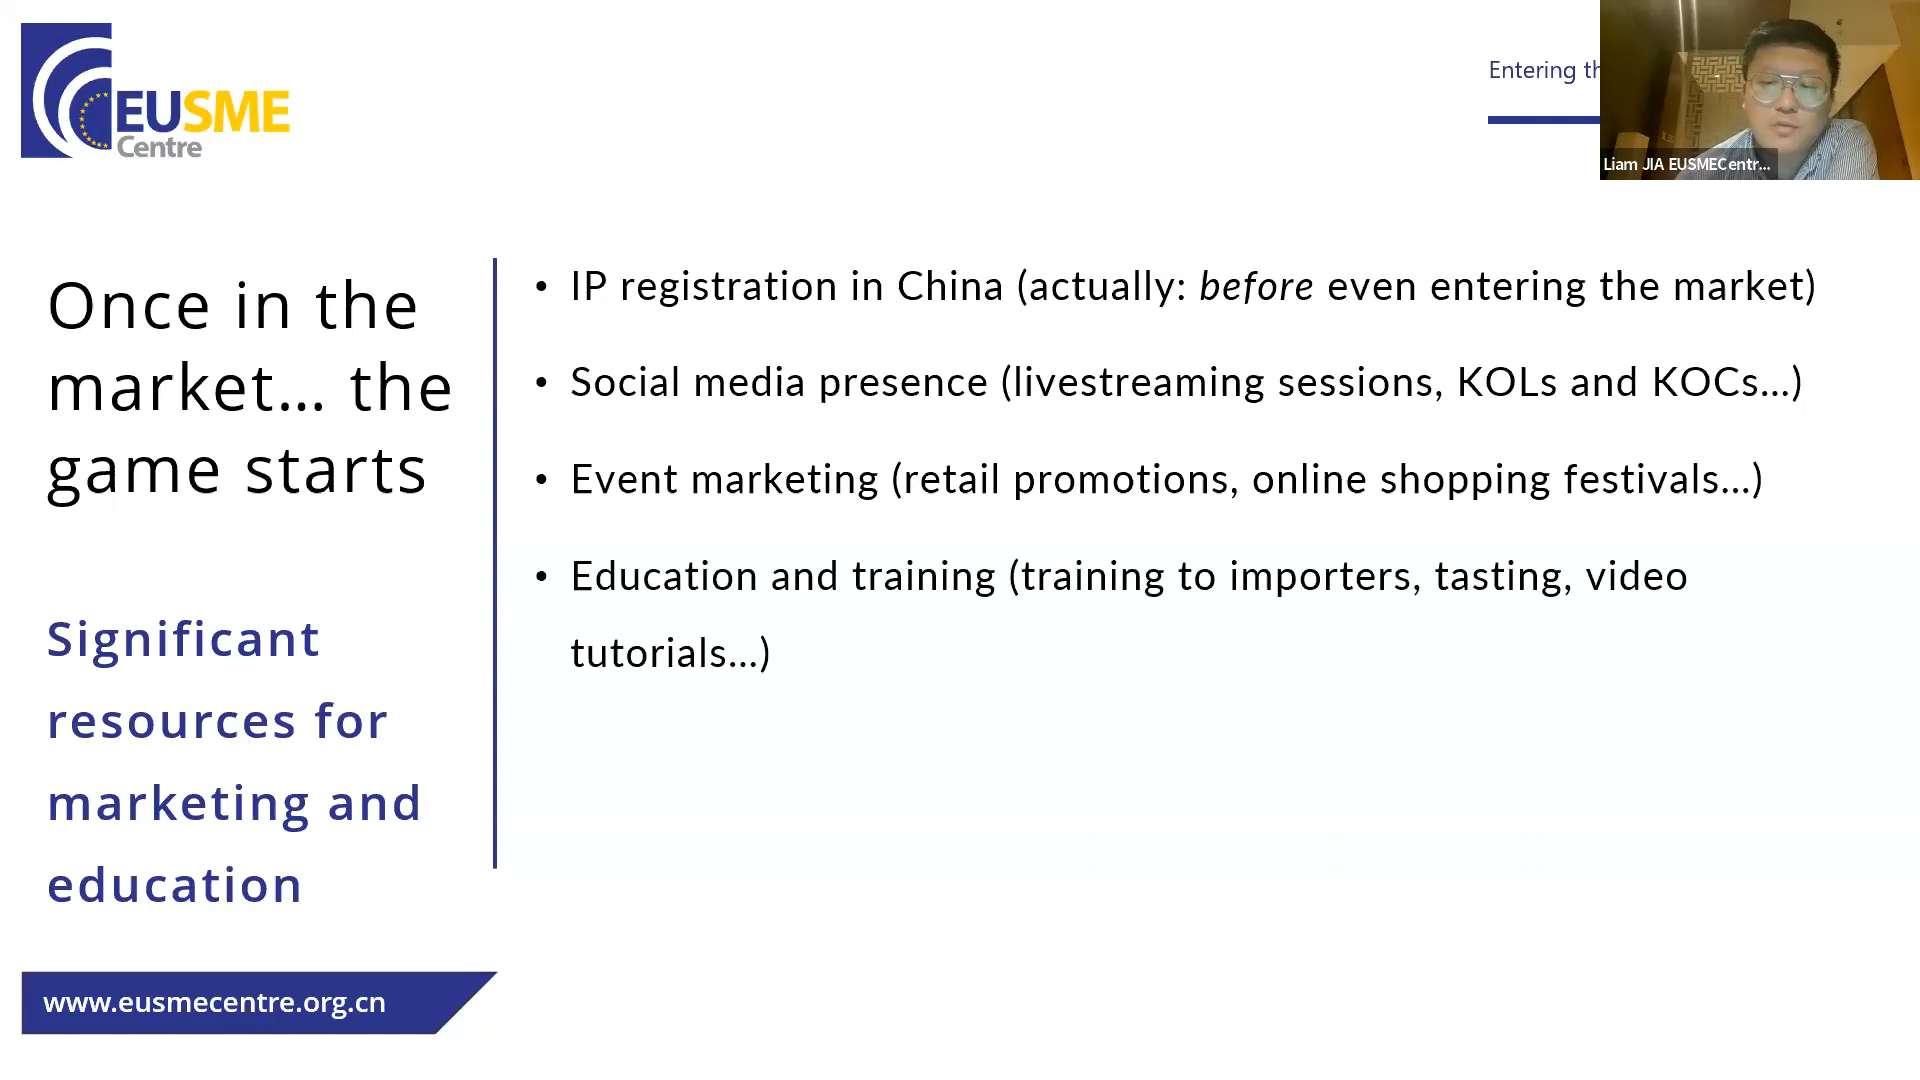 EUSME
Centre
Entering th
Liam JIA EUSMECentr...
Once in the
market... the
game starts
Significant
resources for
marketing and
education
• IP registration in China (actually: before even entering the market)
• Social media presence (livestreaming sessions, KOLs and KOCs...)
• Event marketing (retail promotions, online shopping festivals...)
• Education and training (training to importers, tasting, video
tutorials...)
www.eusmecentre.org.cn